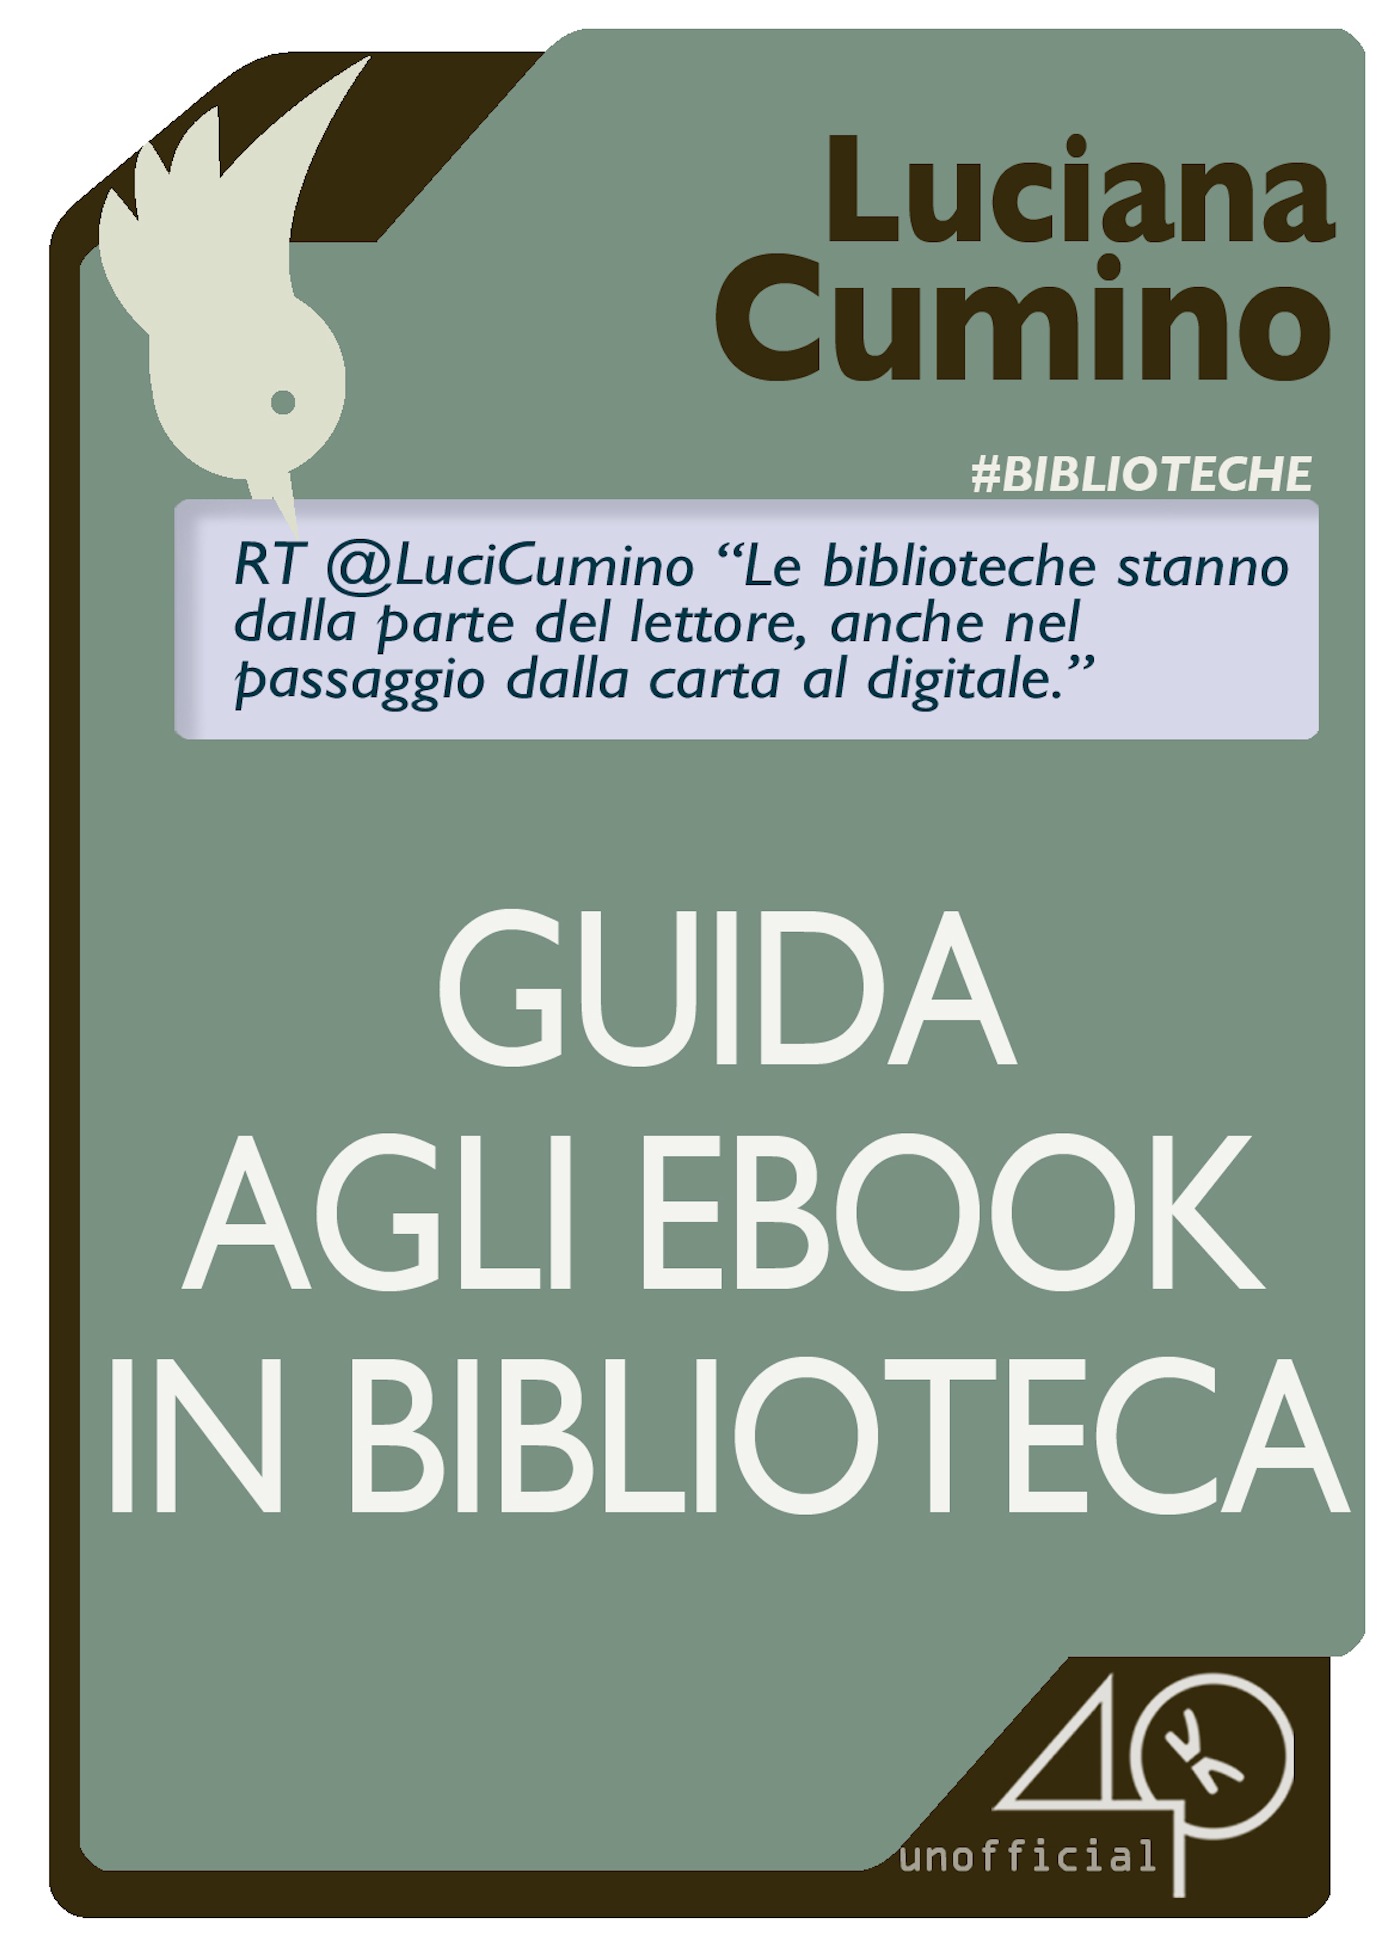 Luciana
Cumino
#BIBLIOTECHE
RT @LuciCumino “Le biblioteche stanno
dalla parte del lettore, anche nel
passaggio dalla carta al digitale.”
GUIDA
AGLI EBOOK
IN BIBLIOTECA
40K
unofficial